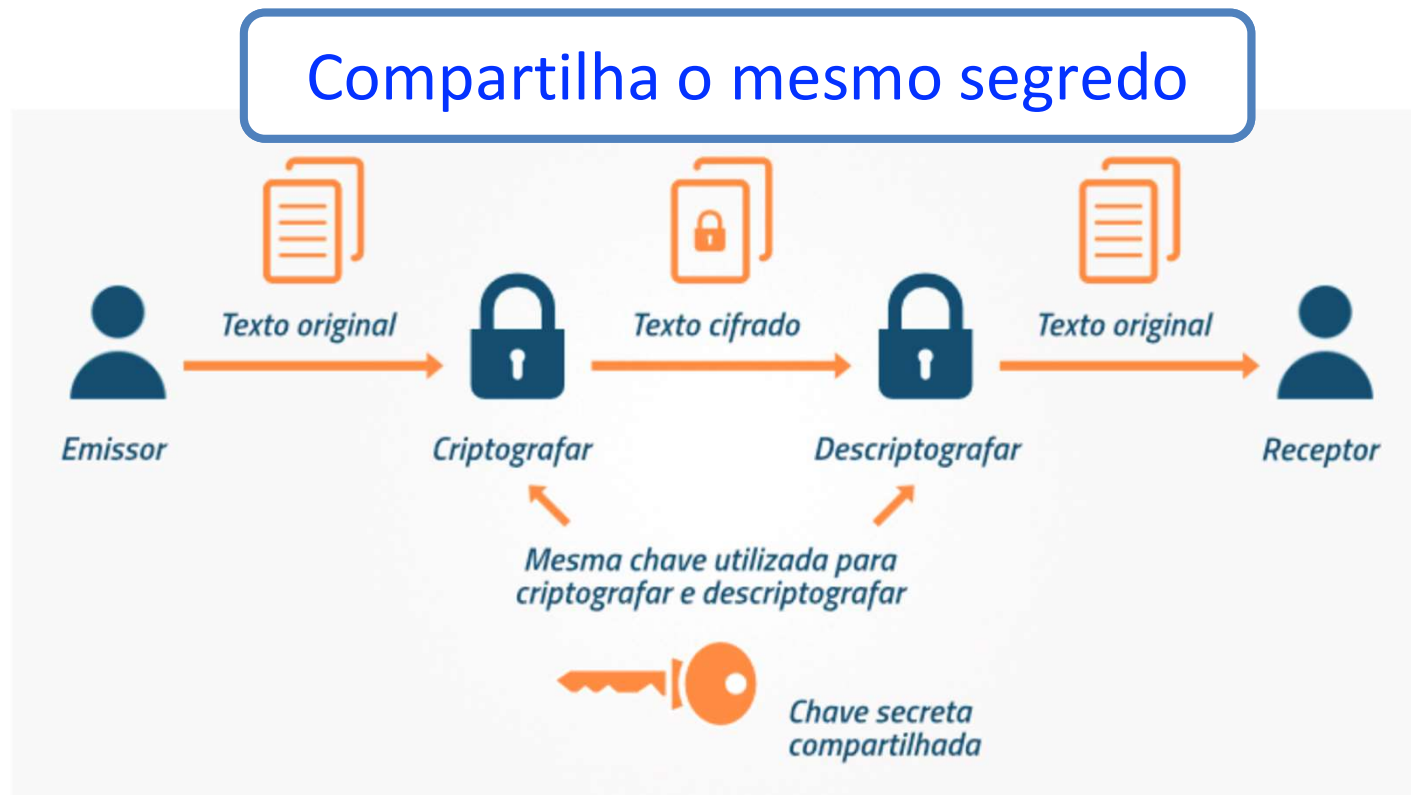 Compartilha o mesmo segredo
Texto original
Texto cifrado
Texto original
Emissor
Criptografar
Descriptografar
Receptor
Mesma chave utilizada para
criptografar e descriptografar
Chave secreta
compartilhada